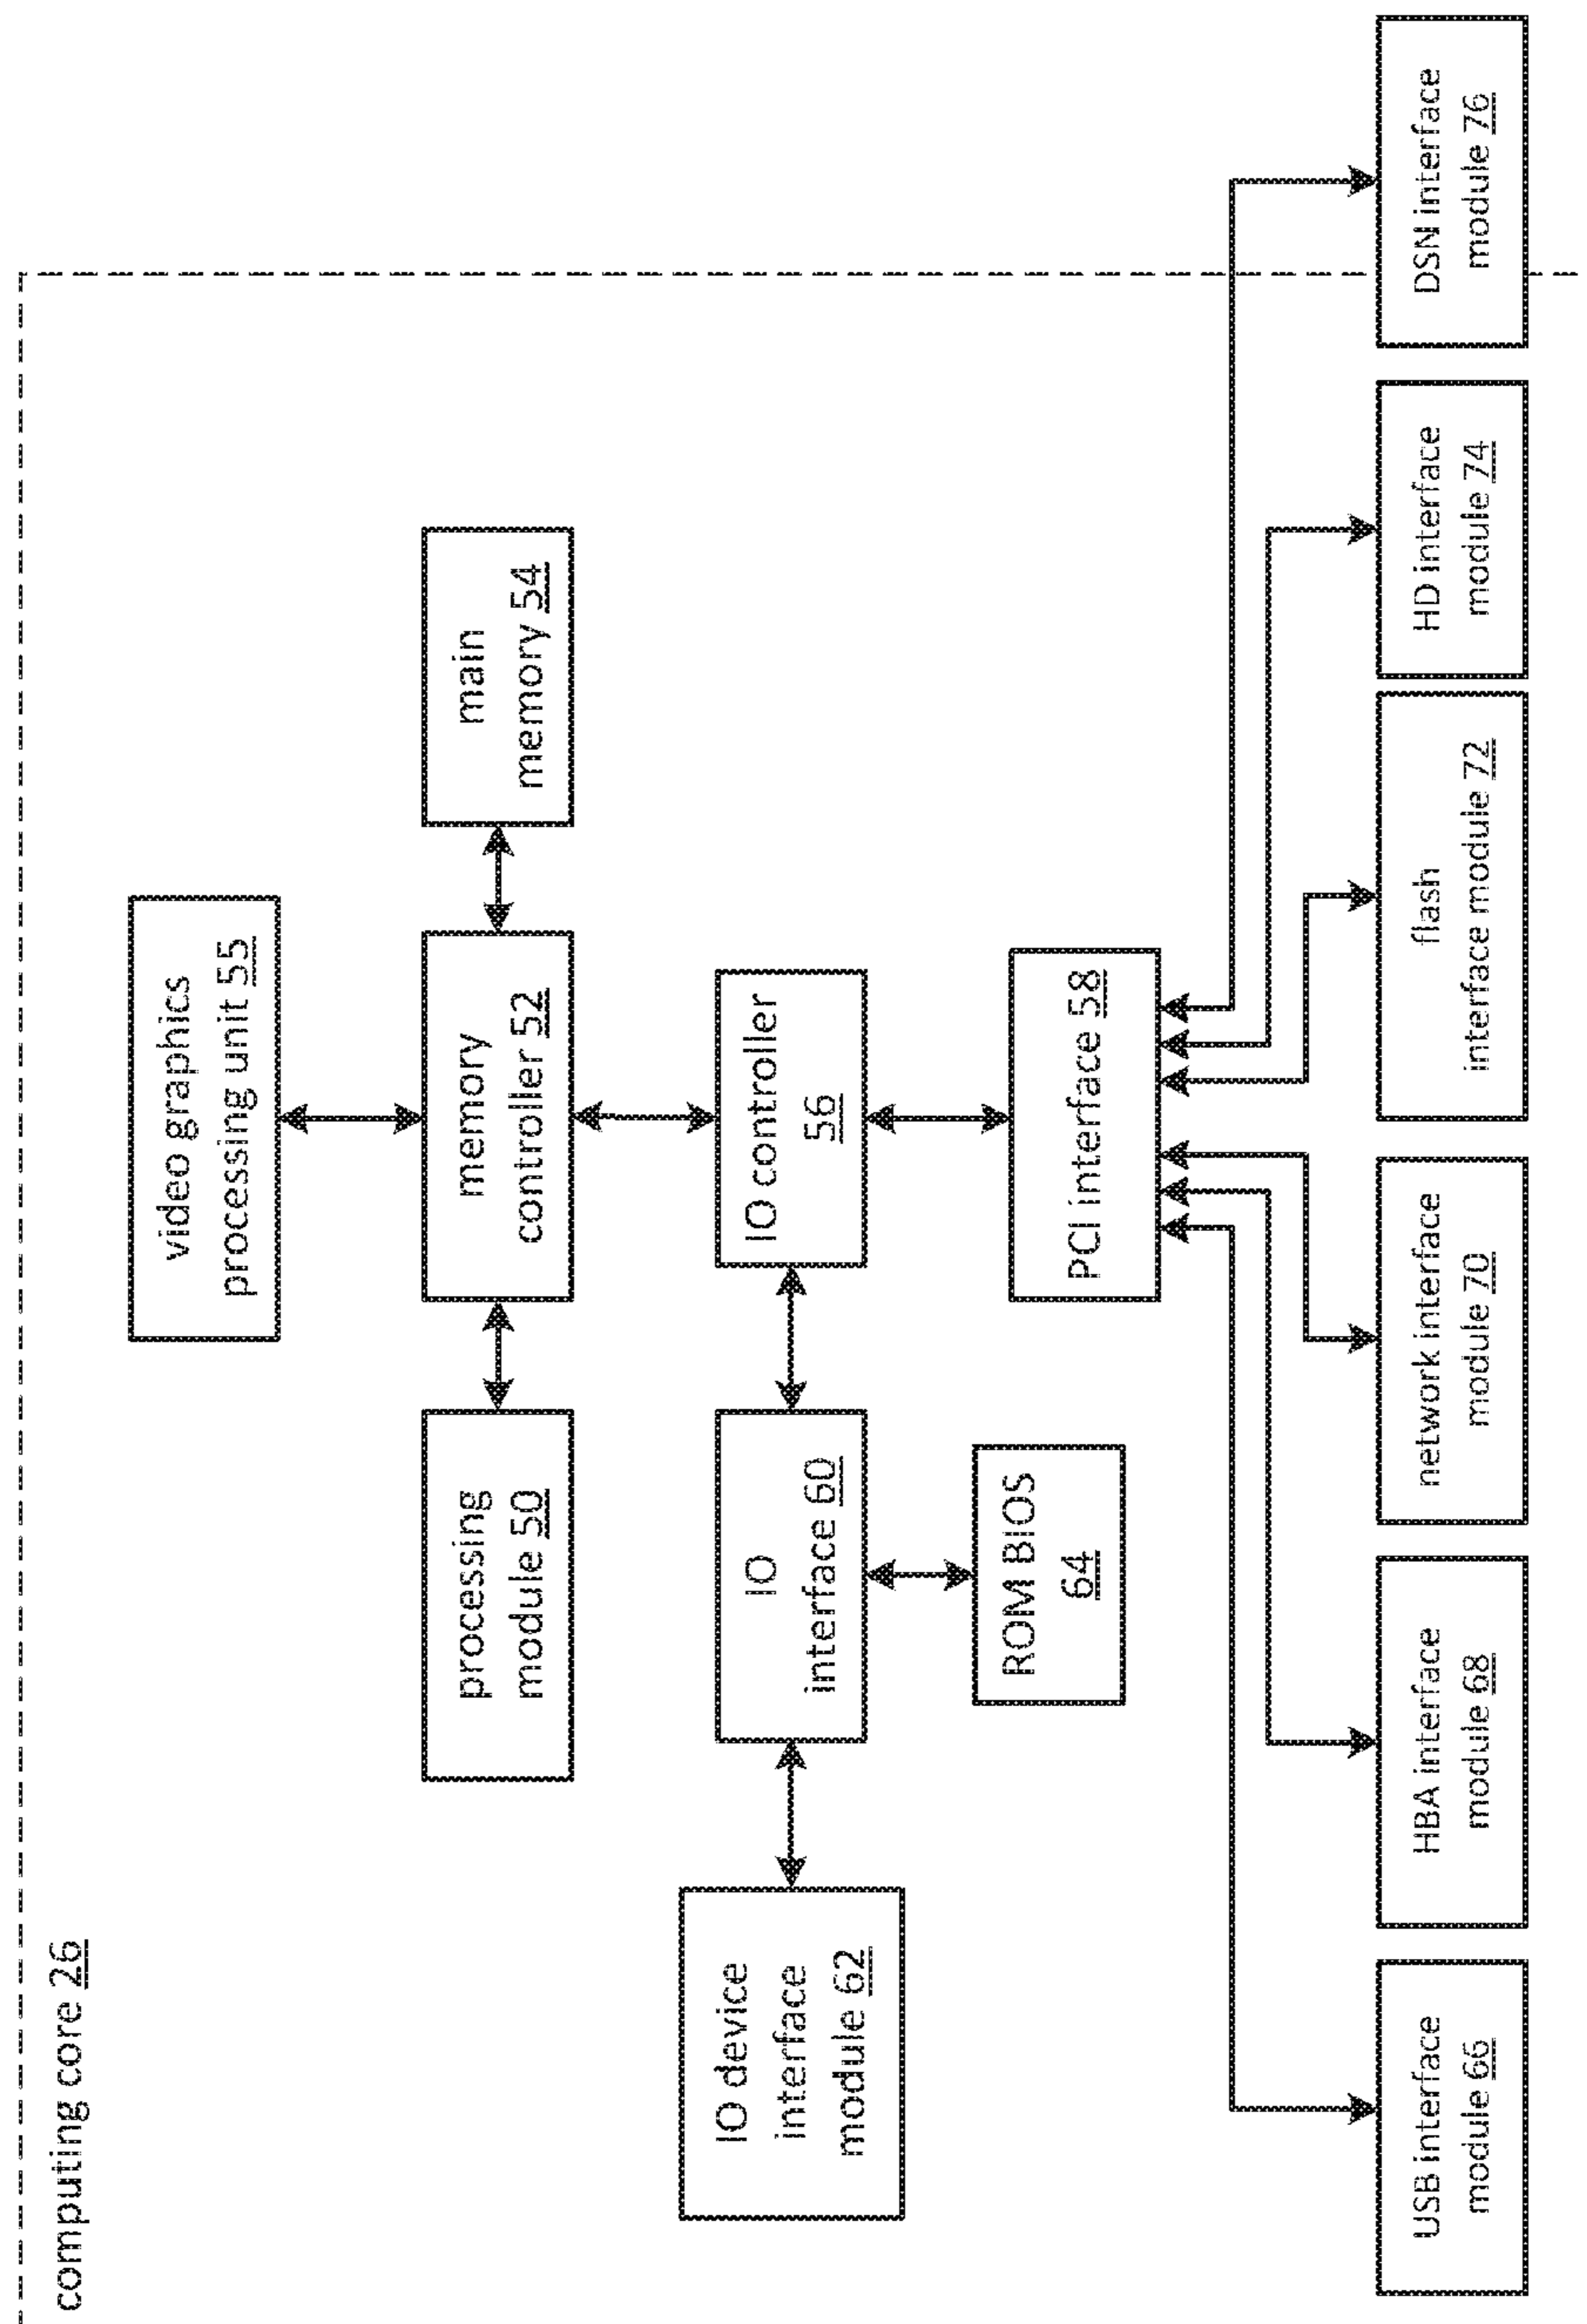 computing core 26
video graphics
processing unit 55
processing
module 50
memory
controller 52
main
memory 54
IO device
interface
module 62
IO
interface 60
IO controller
56
ROM BIOS
64
PCI interface 58
USB interface
module 66
HBA interface
module 68
network interface
module 70
flash
interface module 72
HD interface
module 74
DSN interface
module 76